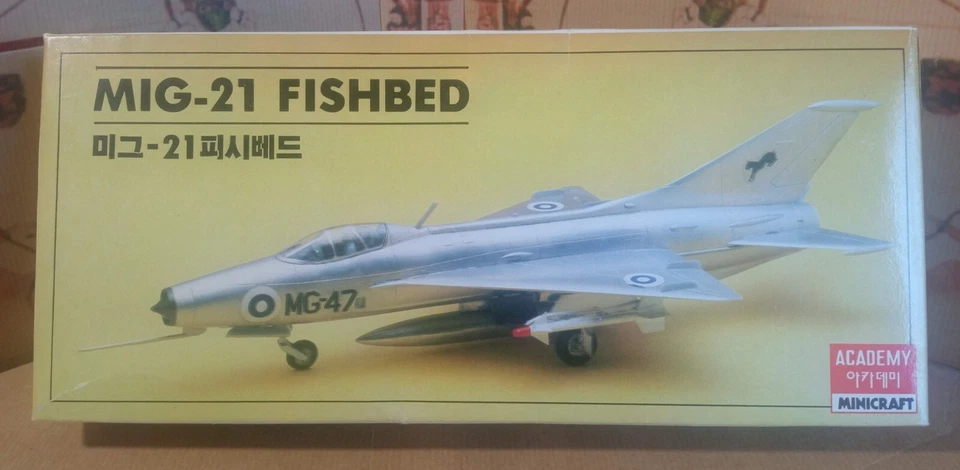 MIG-21 FISHBED
미그-21피시베드
MG-47
ACADEMY
아카데미
MINICRAFT